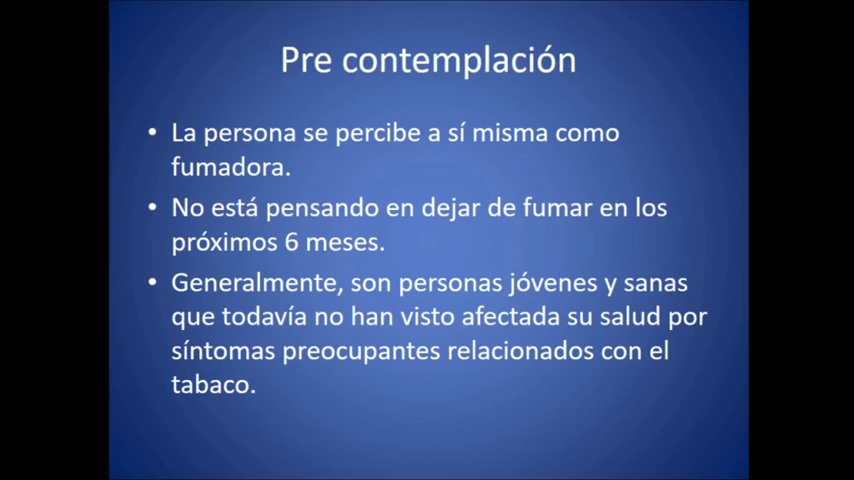 Pre contemplación
• La persona se percibe a sí misma como
fumadora.
• No está pensando en dejar de fumar en los
próximos 6 meses.
• Generalmente, son personas jóvenes y sanas
que todavía no han visto afectada su salud por
síntomas preocupantes relacionados con el
tabaco.